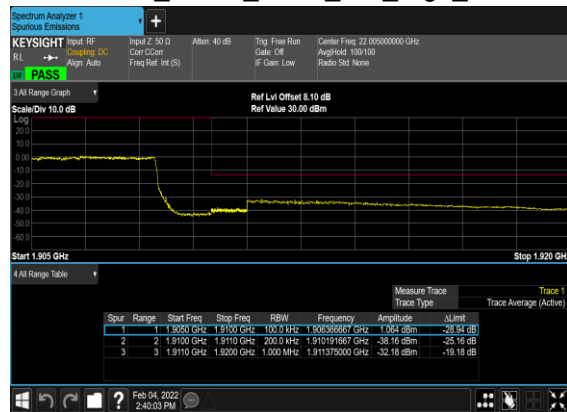 Spectrum Analyzer 1
Spurious Emissions
KEYSIGHT Input: RF Input Z: 50 Ω Atten: 40 dB Trig: Free Run Center Freq: 22.005000000 GHz
RL Coupling: DC Corr CCorr Gate: Off Avg|Hold: 100/100
Align: Auto Freq Ref: Int (S) IF Gain: Low Radio Std: None
PASS
3 All Range Graph
Ref Lvl Offset 8.10 dB
Scale/Div 10.0 dB Ref Value 30.00 dBm
Log
20.0
10.0
0.00
-10.0
-20.0
-30.0
-40.0
-50.0
-60.0
Start 1.905 GHz Stop 1.920 GH
4 All Range Table
Measure Trace Trace 1
Trace Type Trace Average (Active)
Spur Range Start Freq Stop Freq RBW Frequency Amplitude ΔLimit
1 1 1.9050 GHz 1.9100 GHz 100.0 kHz 1.906366667 GHz 1.064 dBm -28.94 dB
2 2 1.9100 GHz 1.9110 GHz 200.0 kHz 1.910191667 GHz -38.16 dBm -25.16 dB
3 3 1.9110 GHz 1.9200 GHz 1.000 MHz 1.911375000 GHz -32.18 dBm -19.18 dB
? Feb 04, 2022
2:40:03 PM